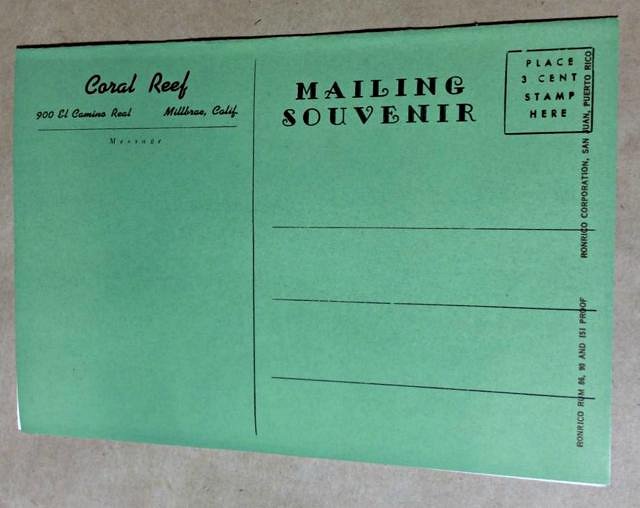 Coral Reef
900 El Camino Real Millbrae, Calif.
Message
MAILING
SOUVENIR
PLACE
3 CENT
STAMP
HERE
RONRICO RUM 86, 90 AND 151 PROOF
RONRICO CORPORATION, SAN JUAN, PUERTO RICO